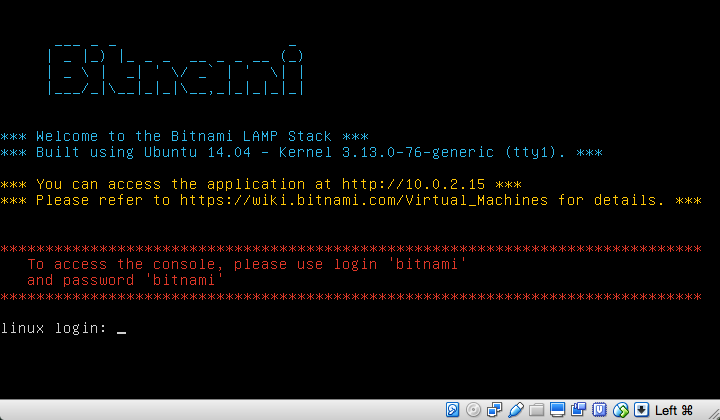 Bitnami
*** Welcome to the Bitnami LAMP Stack ***
*** Built using Ubuntu 14.04 - Kernel 3.13.0-76-generic (tty1). ***
*** You can access the application at http://10.0.2.15 ***
*** Please refer to https://wiki.bitnami.com/Virtual_Machines for details. ***
******************************************************************************
To access the console, please use login 'bitnami'
and password 'bitnami'
******************************************************************************
linux login: _
Left ⌘